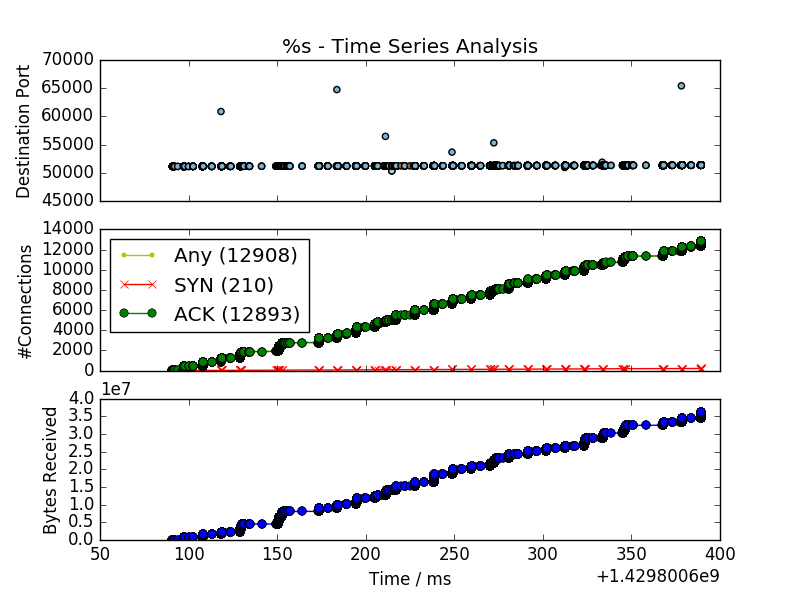 %s - Time Series Analysis
70000
65000
60000
55000
50000
45000
Destination Port
14000
12000
10000
8000
6000
4000
2000
0
#Connections
Any (12908)
SYN (210)
ACK (12893)
1e7
4.0
3.5
3.0
2.5
2.0
1.5
1.0
0.5
0.0
Bytes Received
50 100 150 200 250 300 350 400
Time / ms
+1.4298006e9